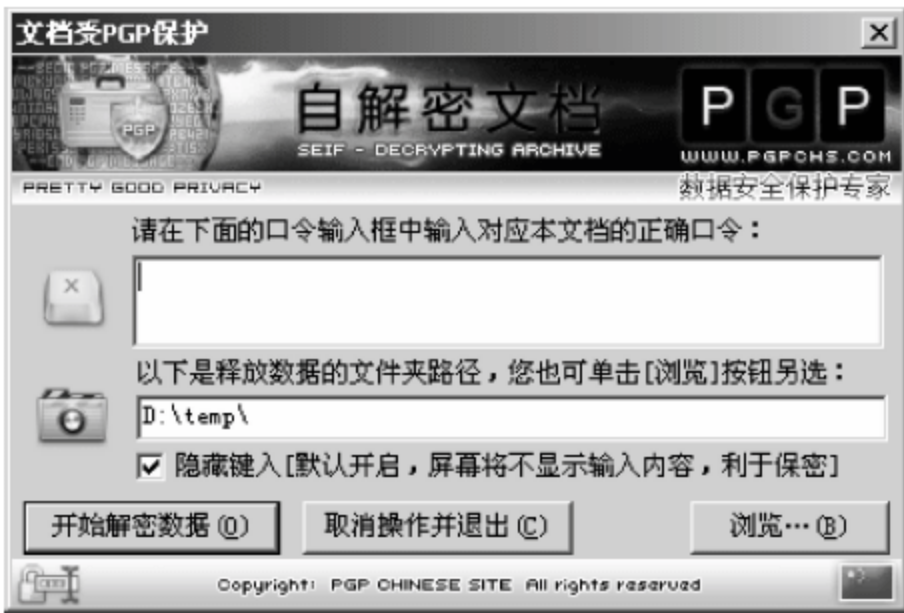 文档受PGP保护
自解密文档
SEIF - DECRYPTING ARCHIVE
PGP
P G P
WWW.PGPCHS.COM
PRETTY GOOD PRIVACY
数据安全保护专家
请在下面的口令输入框中输入对应本文档的正确口令：
以下是释放数据的文件夹路径，您也可单击[浏览]按钮另选：
D:\temp\
隐藏键入[默认开启，屏幕将不显示输入内容，利于保密]
开始解密数据(O)
取消操作并退出(C)
浏览…(B)
Copyright: PGP CHINESE SITE All rights reserved